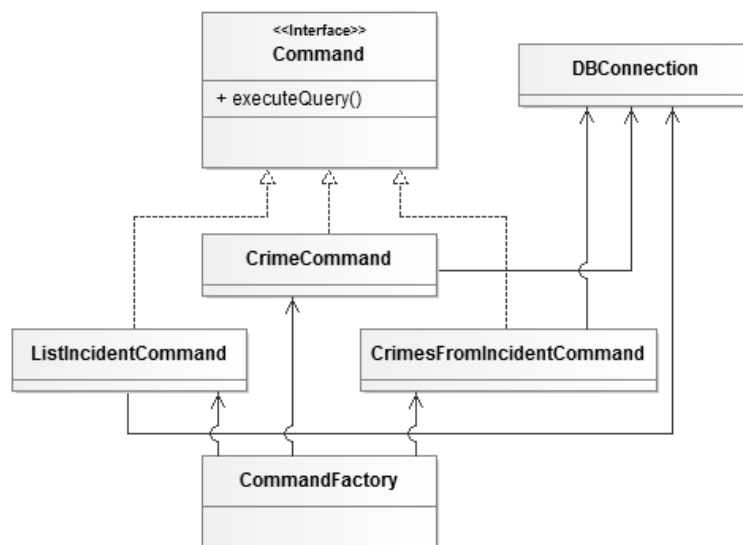 <<Interface>>
Command
+ executeQuery()
DBConnection
CrimeCommand
ListIncidentCommand
CrimesFromIncidentCommand
CommandFactory